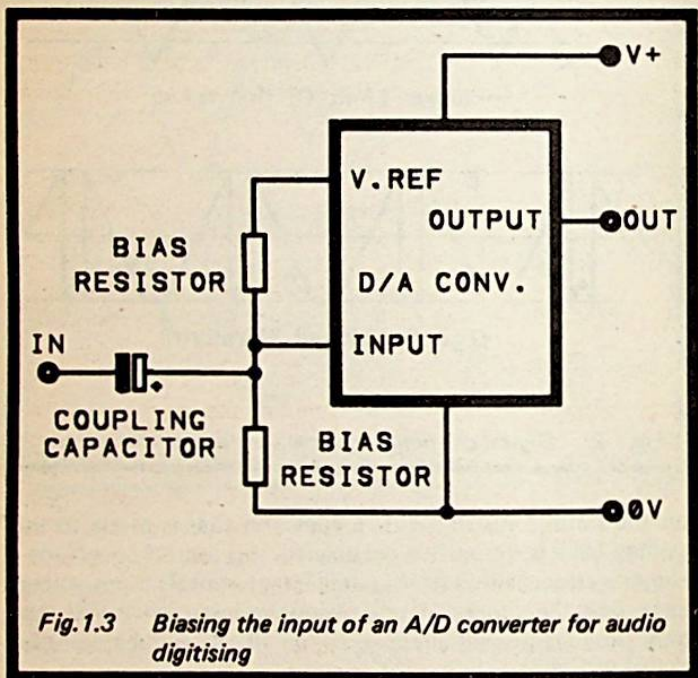 V+
V.REF
OUTPUT
OUT
BIAS
RESISTOR
D/A CONV.
IN
INPUT
COUPLING
CAPACITOR
BIAS
RESISTOR
0V
Fig.1.3 Biasing the input of an A/D converter for audio
digitising